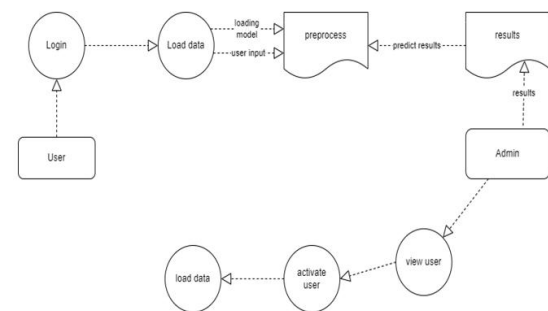 Login
Load data
loading
model
user input
preprocess
predict results
results
results
User
Admin
view user
activate
user
load data